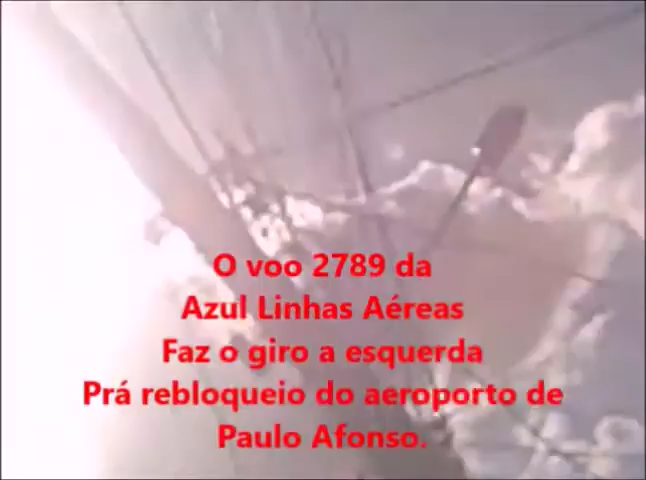 O voo 2789 da
Azul Linhas Aéreas
Faz o giro a esquerda
Prá rebloqueio do aeroporto de
Paulo Afonso.